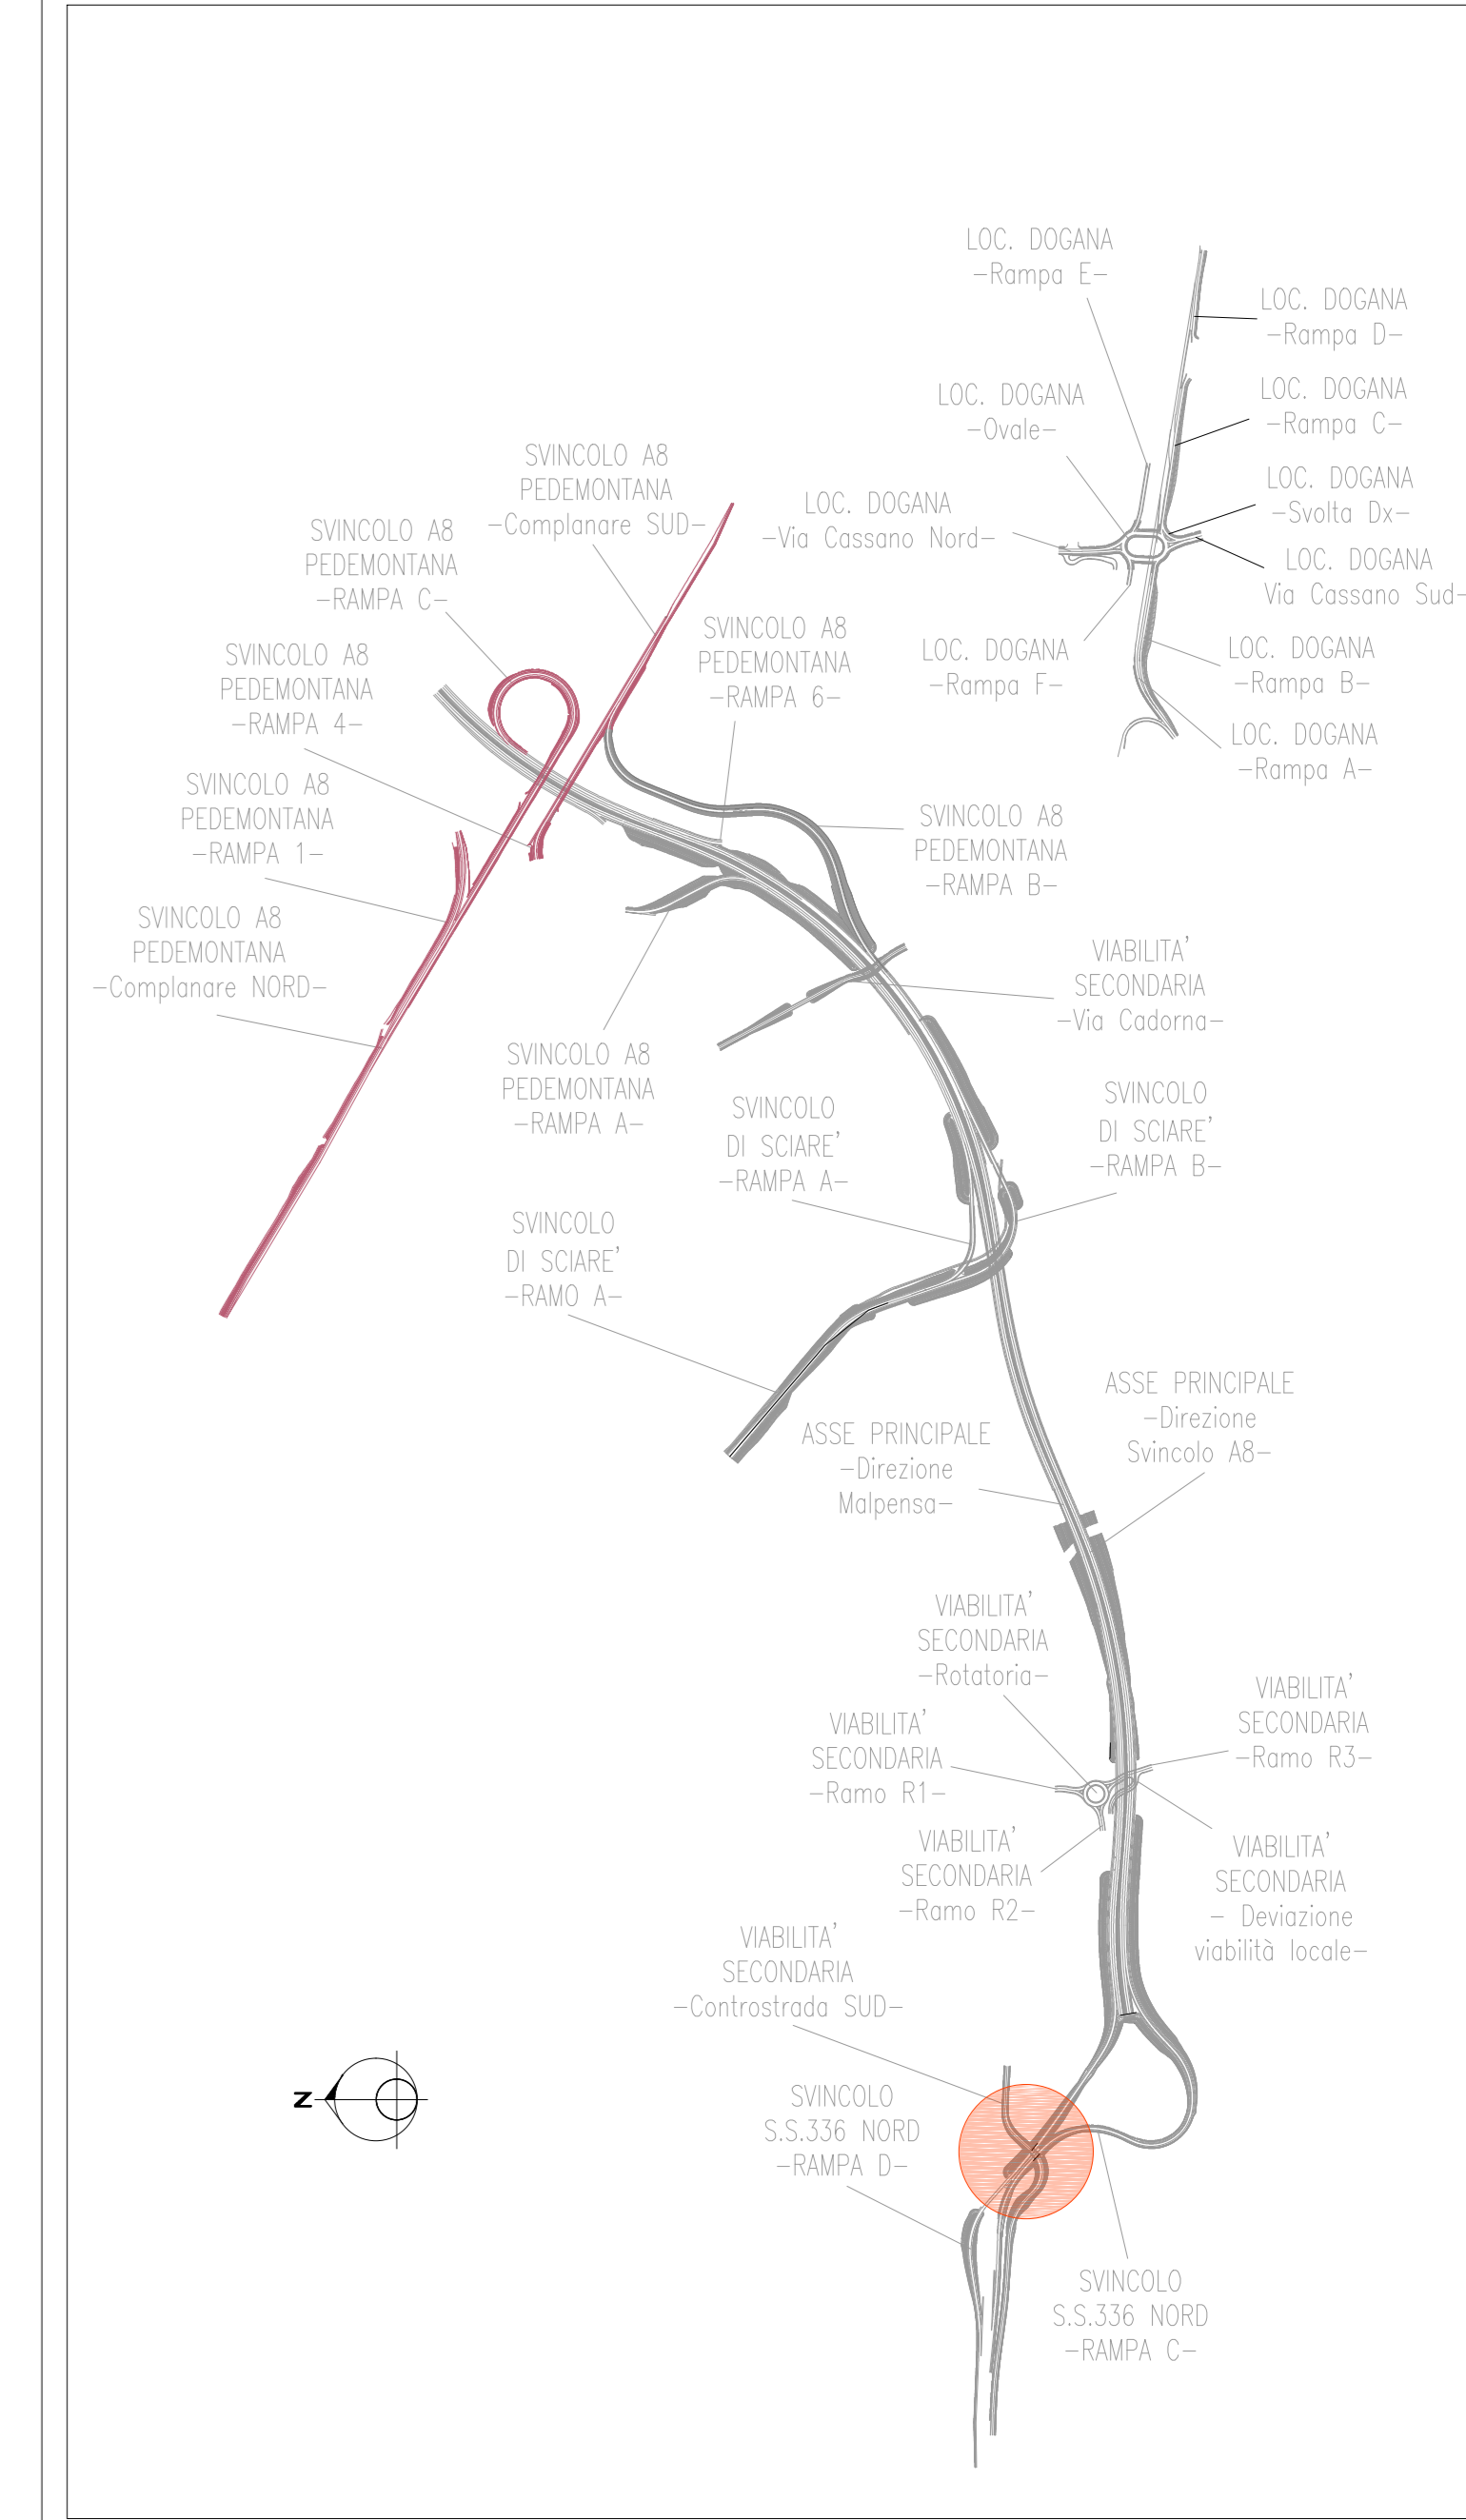 LOC. DOGANA
-Rampa E-
LOC. DOGANA
-Rampa D-
LOC. DOGANA
-Ovale-
LOC. DOGANA
-Rampa C-
SVINCOLO A8
PEDEMONTANA
-Complanare SUD-
LOC. DOGANA
-Svolta Dx-
LOC. DOGANA
-Via Cassano Nord-
SVINCOLO A8
PEDEMONTANA
-RAMPA C-
LOC. DOGANA
Via Cassano Sud-
SVINCOLO A8
PEDEMONTANA
-RAMPA 6-
SVINCOLO A8
PEDEMONTANA
-RAMPA 4-
LOC. DOGANA
-Rampa F-
LOC. DOGANA
-Rampa B-
LOC. DOGANA
-Rampa A-
SVINCOLO A8
PEDEMONTANA
-RAMPA 1-
SVINCOLO A8
PEDEMONTANA
-RAMPA B-
SVINCOLO A8
PEDEMONTANA
-Complanare NORD-
VIABILITA'
SECONDARIA
-Via Cadorna-
SVINCOLO A8
PEDEMONTANA
-RAMPA A-
SVINCOLO
DI SCIARE'
-RAMPA A-
SVINCOLO
DI SCIARE'
-RAMPA B-
SVINCOLO
DI SCIARE'
-RAMO A-
ASSE PRINCIPALE
-Direzione
Svincolo A8-
ASSE PRINCIPALE
-Direzione
Malpensa-
VIABILITA'
SECONDARIA
-Rotatoria-
VIABILITA'
SECONDARIA
-Ramo R3-
VIABILITA'
SECONDARIA
-Ramo R1-
VIABILITA'
SECONDARIA
-Ramo R2-
VIABILITA'
SECONDARIA
- Deviazione
viabilità locale-
VIABILITA'
SECONDARIA
-Controstrada SUD-
N
SVINCOLO
S.S.336 NORD
-RAMPA D-
SVINCOLO
S.S.336 NORD
-RAMPA C-